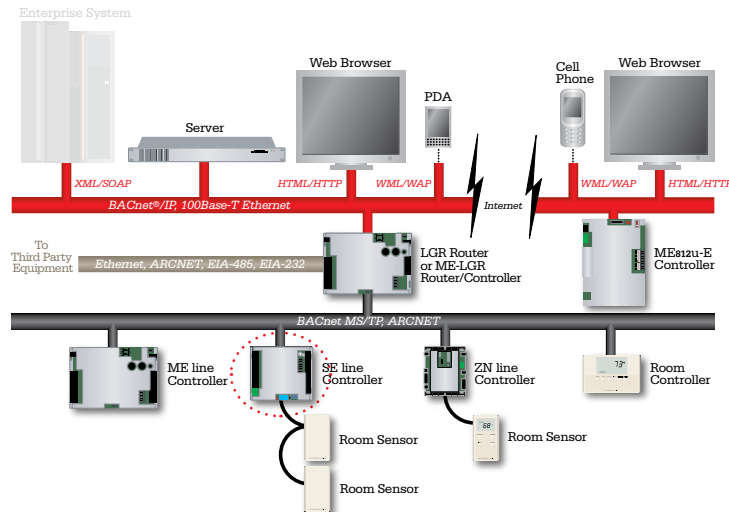 Enterprise System
Web Browser
Cell
Phone
Web Browser
PDA
Server
XML/SOAP
HTML/HTTP
WML/WAP
WML/WAP
HTML/HTTP
BACnet®/IP, 100Base-T Ethernet
Internet
To
Third Party
Equipment
Ethernet, ARCNET, EIA-485, EIA-232
LGR Router
or ME-LGR
Router/Controller
ME812u-E
Controller
BACnet MS/TP, ARCNET
ME line
Controller
SE line
Controller
ZN line
Controller
73°
Room
Controller
68
Room Sensor
Room Sensor
Room Sensor